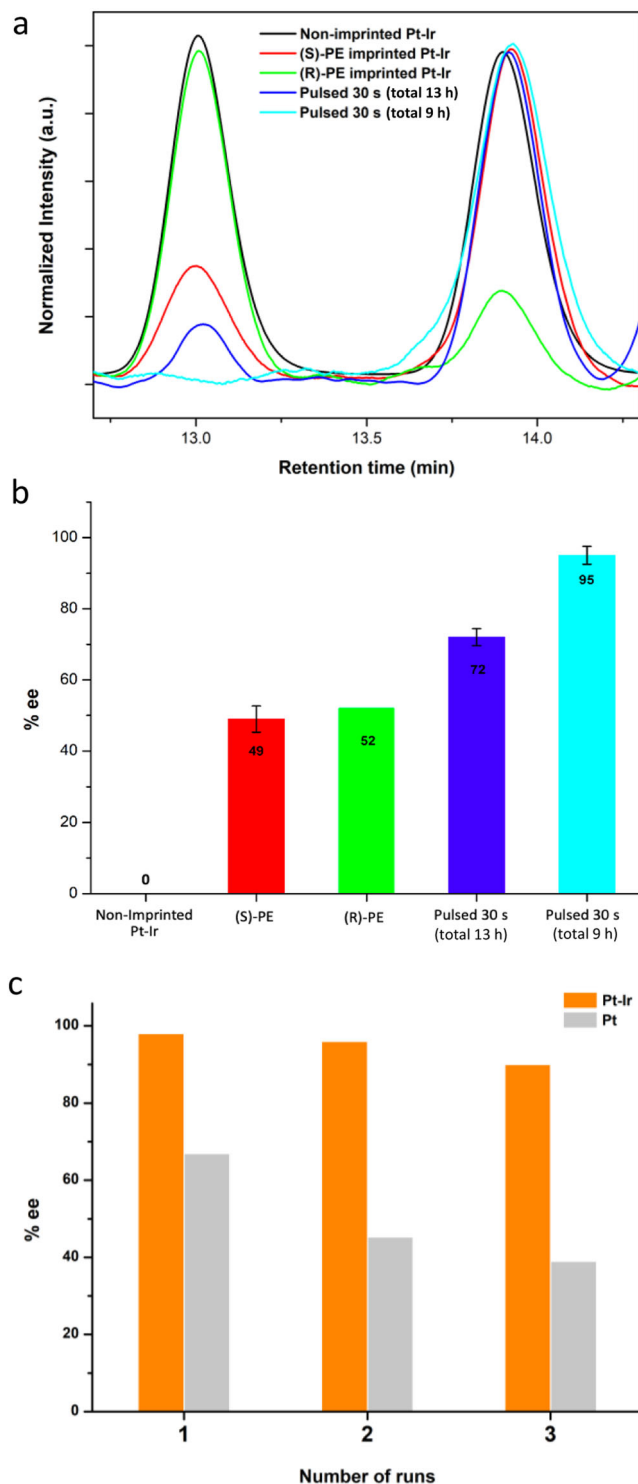 a
Non-imprinted Pt-Ir
(S)-PE imprinted Pt-Ir
(R)-PE imprinted Pt-Ir
Pulsed 30 s (total 13 h)
Pulsed 30 s (total 9 h)
Normalized Intensity (a.u.)
13.0
13.5
14.0
Retention time (min)
b
100
80
60
40
20
0
% ee
0
49
52
72
95
Non-Imprinted
Pt-Ir
(S)-PE
(R)-PE
Pulsed 30 s
(total 13 h)
Pulsed 30 s
(total 9 h)
c
Pt-Ir
Pt
100
80
60
40
20
0
% ee
1
2
3
Number of runs